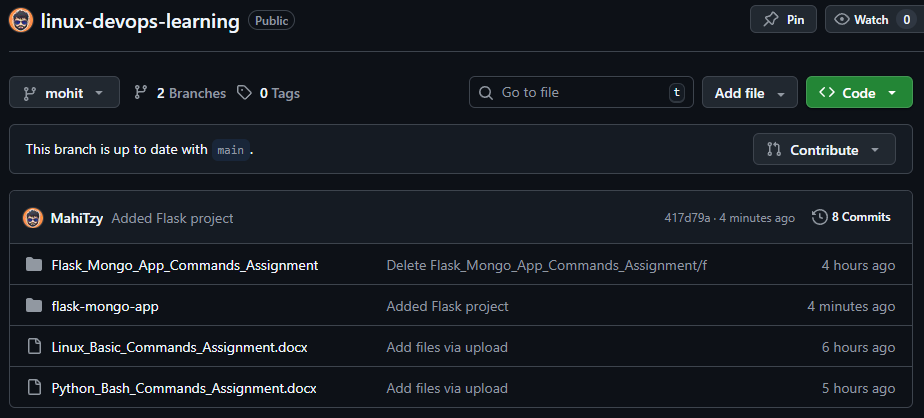 linux-devops-learning Public Pin Watch 0
mohit 2 Branches 0 Tags Go to file t Add file Code
This branch is up to date with main . Contribute
MahiTzy Added Flask project 417d79a · 4 minutes ago 8 Commits
Flask_Mongo_App_Commands_Assignment Delete Flask_Mongo_App_Commands_Assignment/f 4 hours ago
flask-mongo-app Added Flask project 4 minutes ago
Linux_Basic_Commands_Assignment.docx Add files via upload 6 hours ago
Python_Bash_Commands_Assignment.docx Add files via upload 5 hours ago